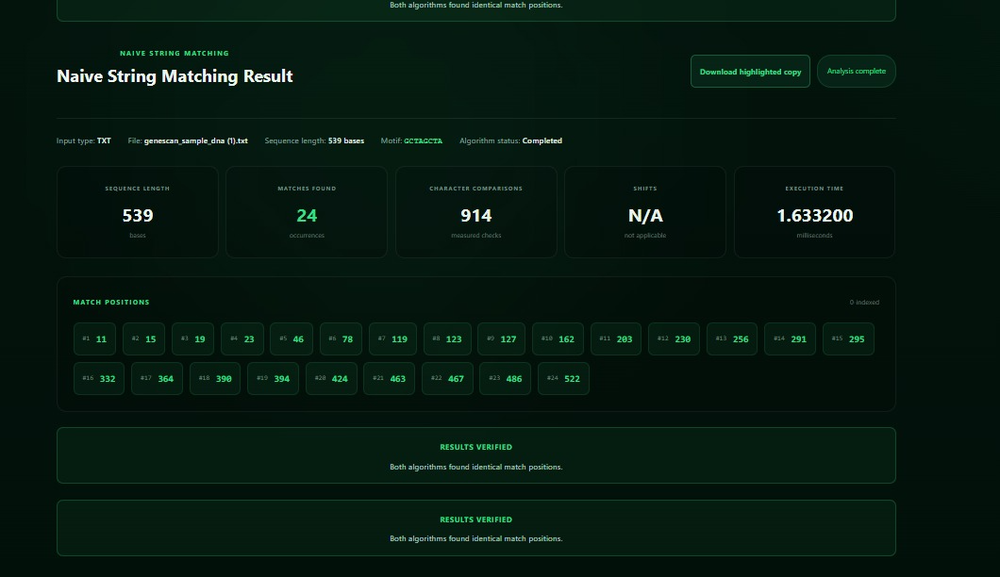 Both algorithms found identical match positions.
NAIVE STRING MATCHING
Naive String Matching Result
Download highlighted copy
Analysis complete
Input type: TXT File: genescan_sample_dna (1).txt Sequence length: 539 bases Motif: GCTAGCTA Algorithm status: Completed
SEQUENCE LENGTH
539
bases
MATCHES FOUND
24
occurrences
CHARACTER COMPARISONS
914
measured checks
SHIFTS
N/A
not applicable
EXECUTION TIME
1.633200
milliseconds
MATCH POSITIONS
0-indexed
#1 11 #2 15 #3 19 #4 23 #5 46 #6 78 #7 119 #8 123 #9 127 #10 162 #11 203 #12 230 #13 256 #14 291 #15 295
#16 332 #17 364 #18 390 #19 394 #20 424 #21 463 #22 467 #23 486 #24 522
RESULTS VERIFIED
Both algorithms found identical match positions.
RESULTS VERIFIED
Both algorithms found identical match positions.